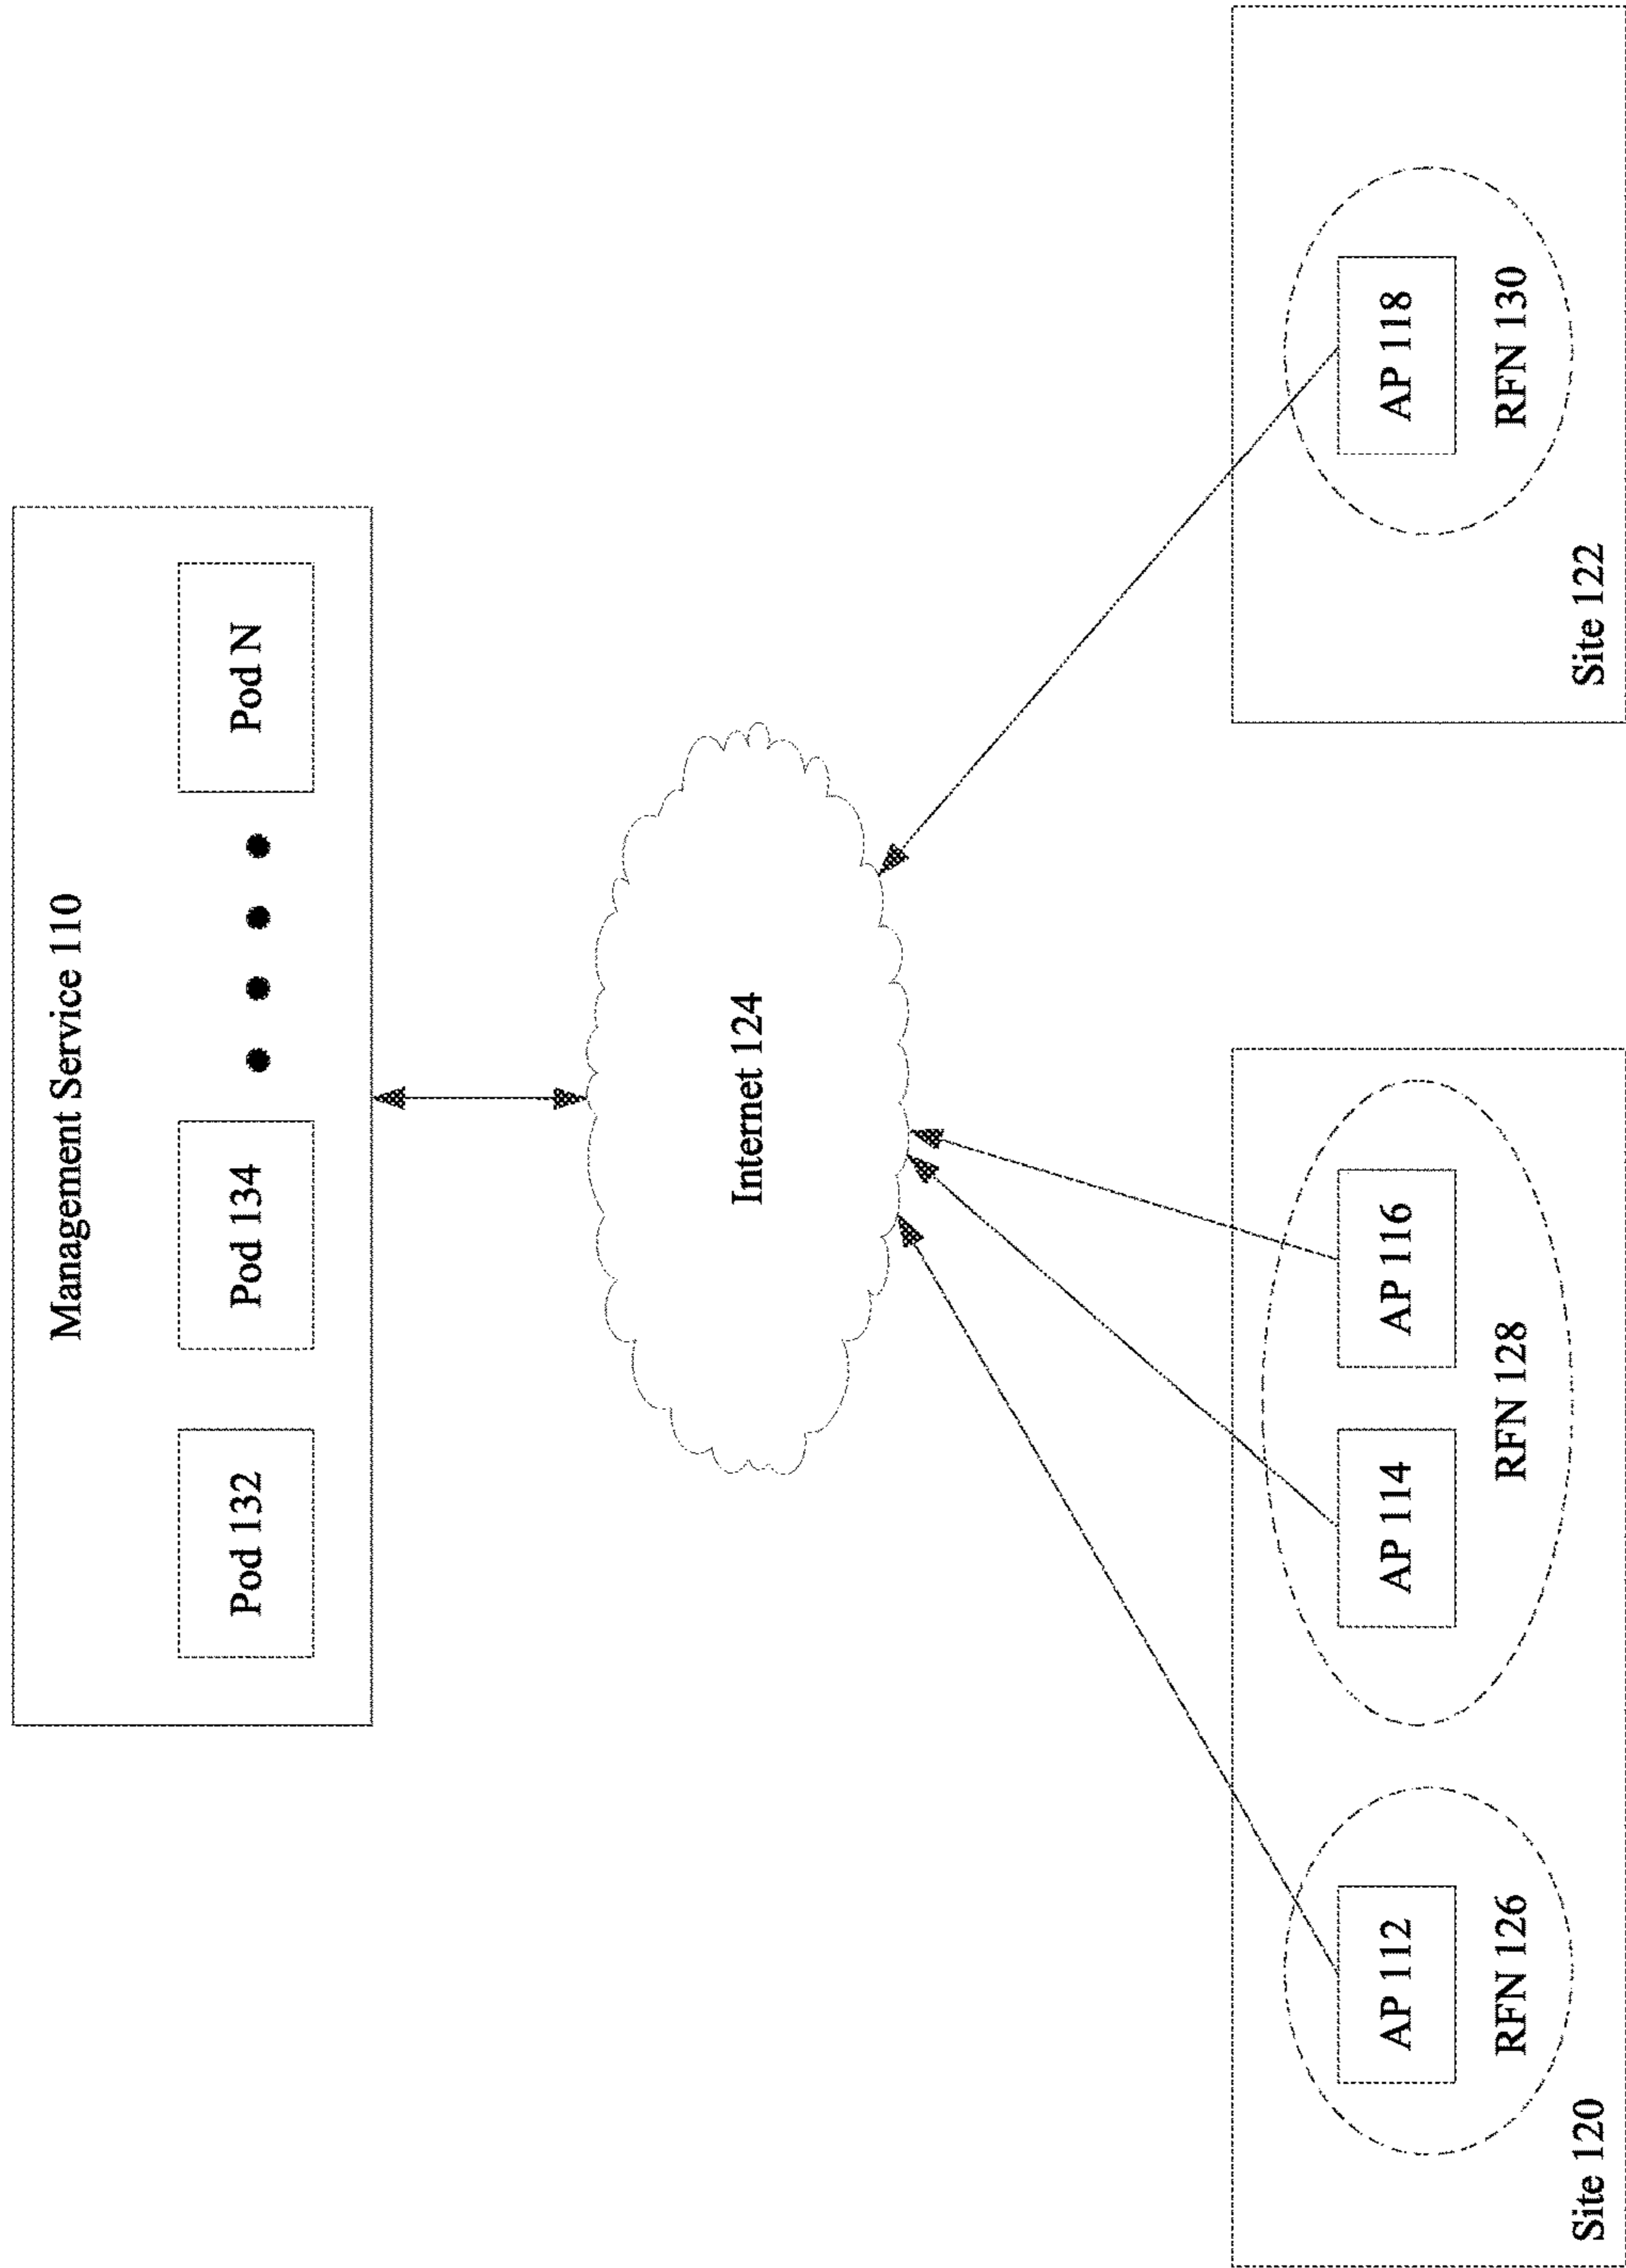 Management Service 110
Pod 132
Pod 134
Pod N
Internet 124
AP 112
RFN 126
AP 114
AP 116
RFN 128
Site 120
AP 118
RFN 130
Site 122